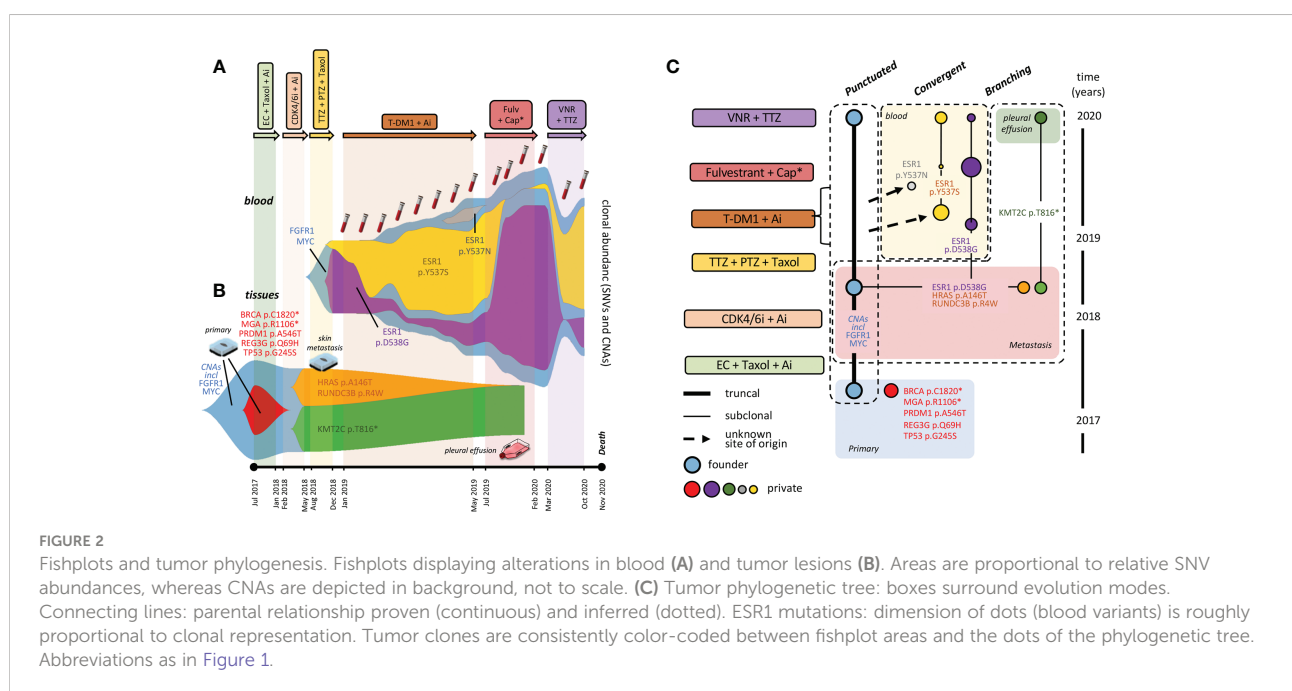 A
EC + Taxol + Ai
CDK4/6i + Ai
TTZ + PTZ + Taxol
T-DM1 + Ai
Fulv
+ Cap*
VNR
+ TTZ
blood
FGFR1
MYC
ESR1
p.Y537S
ESR1
p.Y537N
ESR1
p.D538G
clonal abundanc (SNVs and CNAs)
B
tissues
BRCA p.C1820*
MGA p.R1106*
PRDM1 p.A546T
REG3G p.Q69H
TP53 p.G245S
primary
CNAs
incl
FGFR1
MYC
skin
metastasis
HRAS p.A146T
RUNDC3B p.R4W
KMT2C p.T816*
pleural effusion
Death
Jul 2017
Jan 2018
Feb 2018
May 2018
Aug 2018
Dec 2018
Jan 2019
May 2019
Jul 2019
Feb 2020
Mar 2020
Oct 2020
Nov 2020
C
Punctuated
Convergent
Branching
time
(years)
VNR + TTZ
Fulvestrant + Cap*
T-DM1 + Ai
TTZ + PTZ + Taxol
CDK4/6i + Ai
EC + Taxol + Ai
blood
ESR1
p.Y537N
ESR1
p.Y537S
ESR1
p.D538G
pleural
effusion
KMT2C p.T816*
ESR1 p.D538G
HRAS p.A146T
RUNDC3B p.R4W
CNAs
incl
FGFR1
MYC
Metastasis
BRCA p.C1820*
MGA p.R1106*
PRDM1 p.A546T
REG3G p.Q69H
TP53 p.G245S
Primary
2020
2019
2018
2017
truncal
subclonal
unknown
site of origin
founder
private
FIGURE 2
Fishplots and tumor phylogenesis. Fishplots displaying alterations in blood (A) and tumor lesions (B). Areas are proportional to relative SNV
abundances, whereas CNAs are depicted in background, not to scale. (C) Tumor phylogenetic tree: boxes surround evolution modes.
Connecting lines: parental relationship proven (continuous) and inferred (dotted). ESR1 mutations: dimension of dots (blood variants) is roughly
proportional to clonal representation. Tumor clones are consistently color-coded between fishplot areas and the dots of the phylogenetic tree.
Abbreviations as in Figure 1.